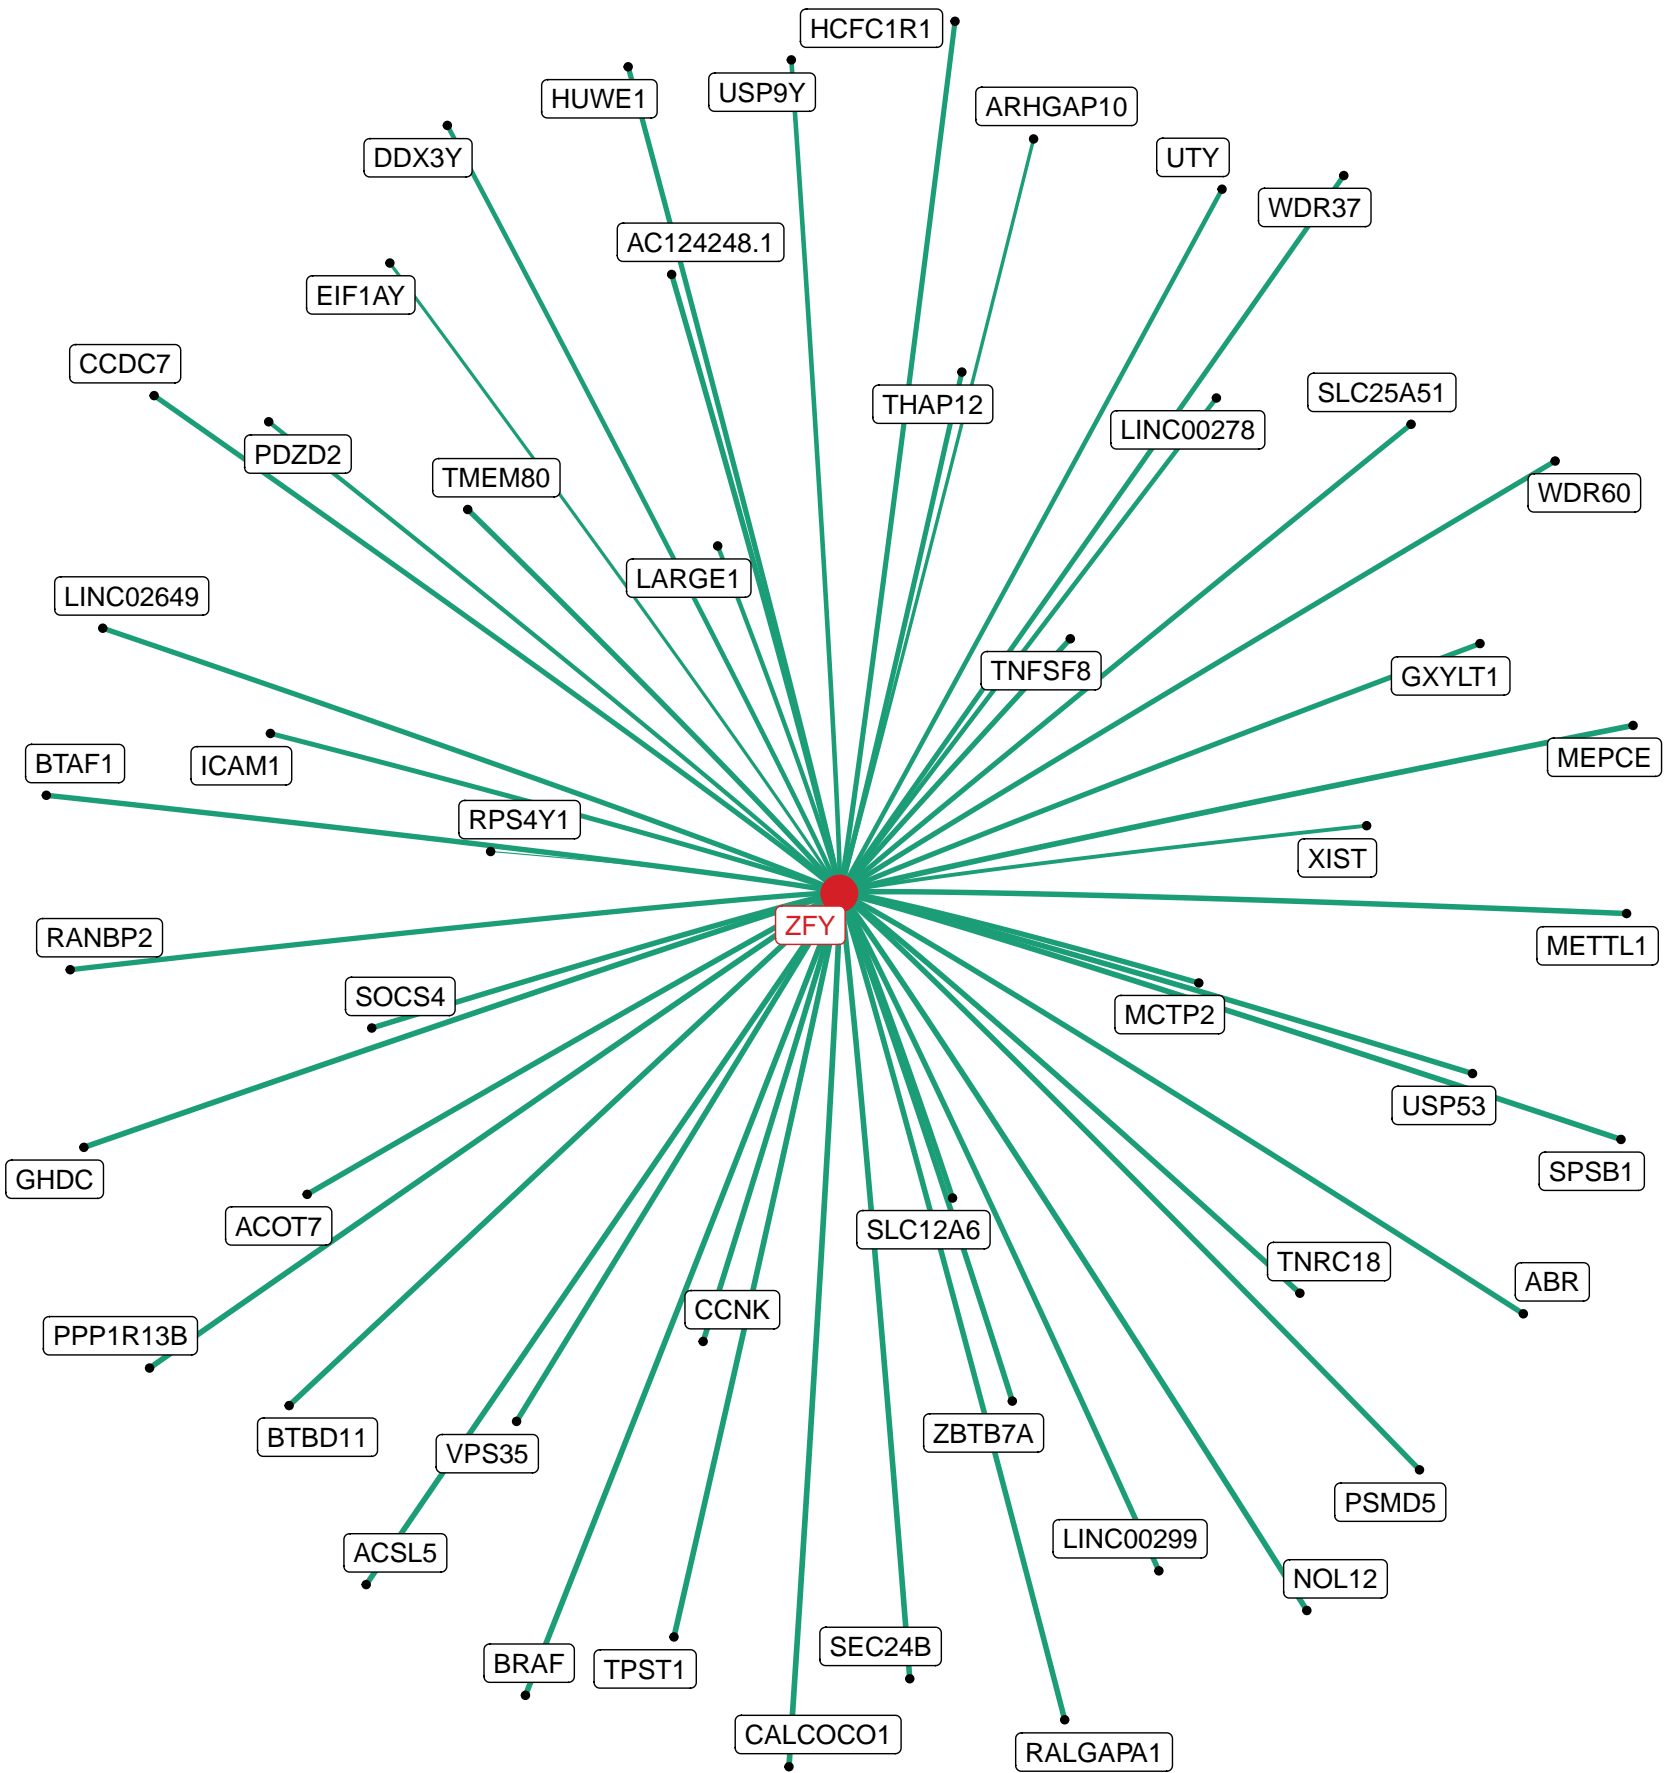 HCFC1R1
USP9Y
HUWE1
ARHGAP10
DDX3Y
UTY
WDR37
AC124248.1
EIF1AY
CCDC7
SLC25A51
THAP12
LINC00278
PDZD2
TMEM80
WDR60
LARGE1
LINC02649
TNFSF8
GXYLT1
MEPCE
BTAF1
ICAM1
RPS4Y1
XIST
ZFY
RANBP2
METTL1
SOCS4
MCTP2
USP53
SPSB1
GHDC
ACOT7
SLC12A6
TNRC18
ABR
CCNK
PPP1R13B
ZBTB7A
BTBD11
VPS35
PSMD5
LINC00299
ACSL5
NOL12
SEC24B
BRAF
TPST1
CALCOCO1
RALGAPA1